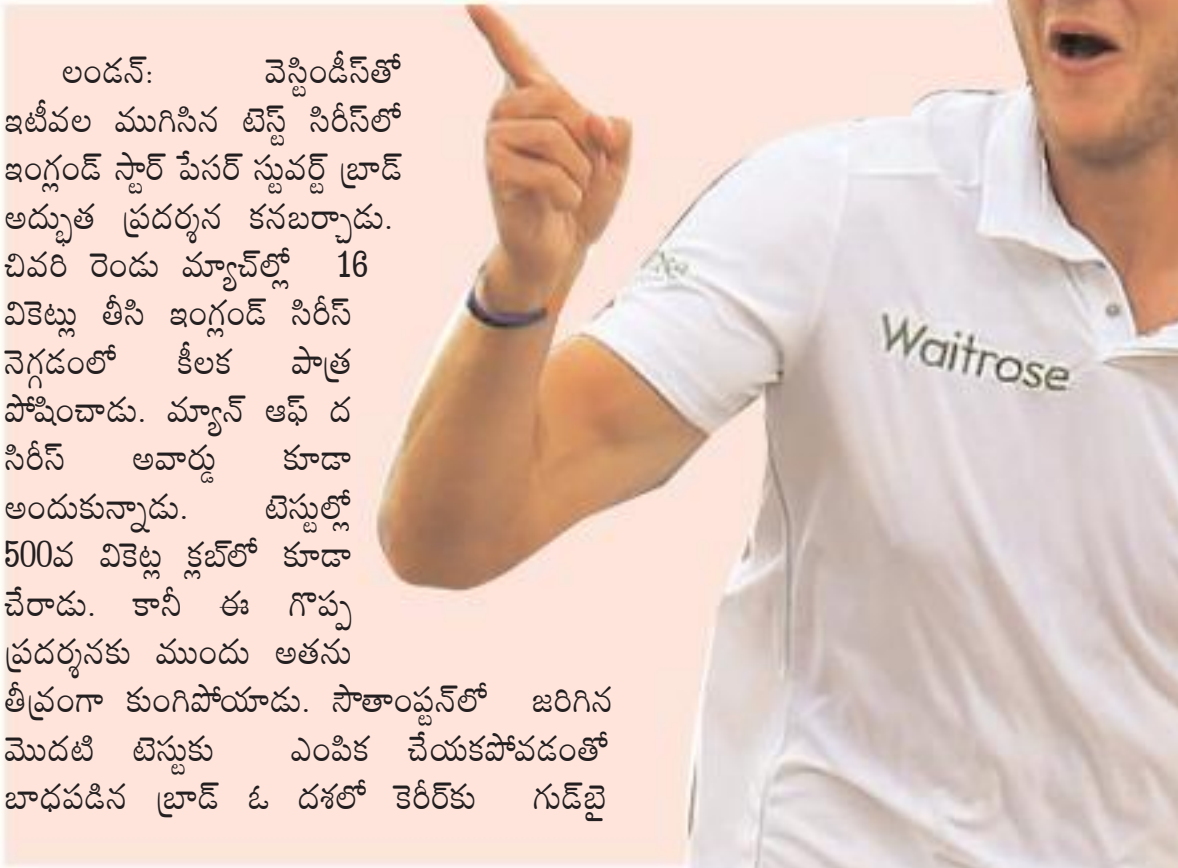 లండన్: వెస్టిండీస్‌తో
ఇటీవల ముగిసిన టెస్ట్ సిరీస్‌లో
ఇంగ్లండ్ స్టార్ పేసర్ స్టువర్ట్ బ్రాడ్
అద్భుత ప్రదర్శన కనబర్చాడు.
చివరి రెండు మ్యాచ్‌ల్లో 16
వికెట్లు తీసి ఇంగ్లండ్ సిరీస్
నెగ్గడంలో కీలక పాత్ర
పోషించాడు. మ్యాన్ ఆఫ్ ద
సిరీస్ అవార్డు కూడా
అందుకున్నాడు. టెస్టుల్లో
500వ వికెట్ల క్లబ్‌లో కూడా
చేరాడు. కానీ ఈ గొప్ప
ప్రదర్శనకు ముందు అతను
తీవ్రంగా కుంగిపోయాడు. సౌతాంప్టన్‌లో జరిగిన
మొదటి టెస్టుకు ఎంపిక చేయకపోవడంతో
బాధపడిన బ్రాడ్ ఓ దశలో కెరీర్‌కు గుడ్‌బై
Waitrose